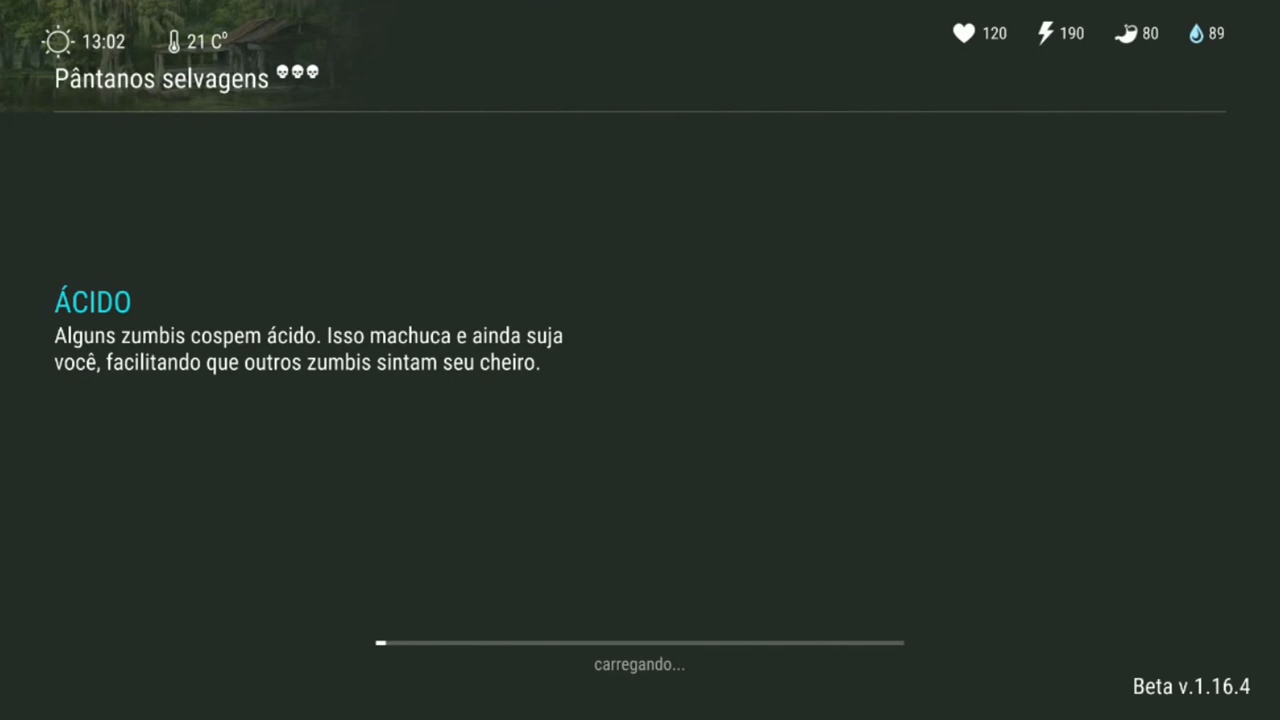 13:02 21 Cº
120 190 80 89
Pântanos selvagens
ÁCIDO
Alguns zumbis cospem ácido. Isso machuca e ainda suja
você, facilitando que outros zumbis sintam seu cheiro.
carregando...
Beta v.1.16.4